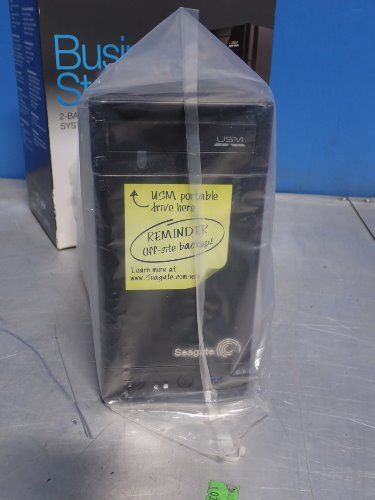 Busin
St
2-BA
SYST
USM
USM portable
drive here
REMINDER
Off-site backup!
Learn more at
www.Seagate.com
Seagate